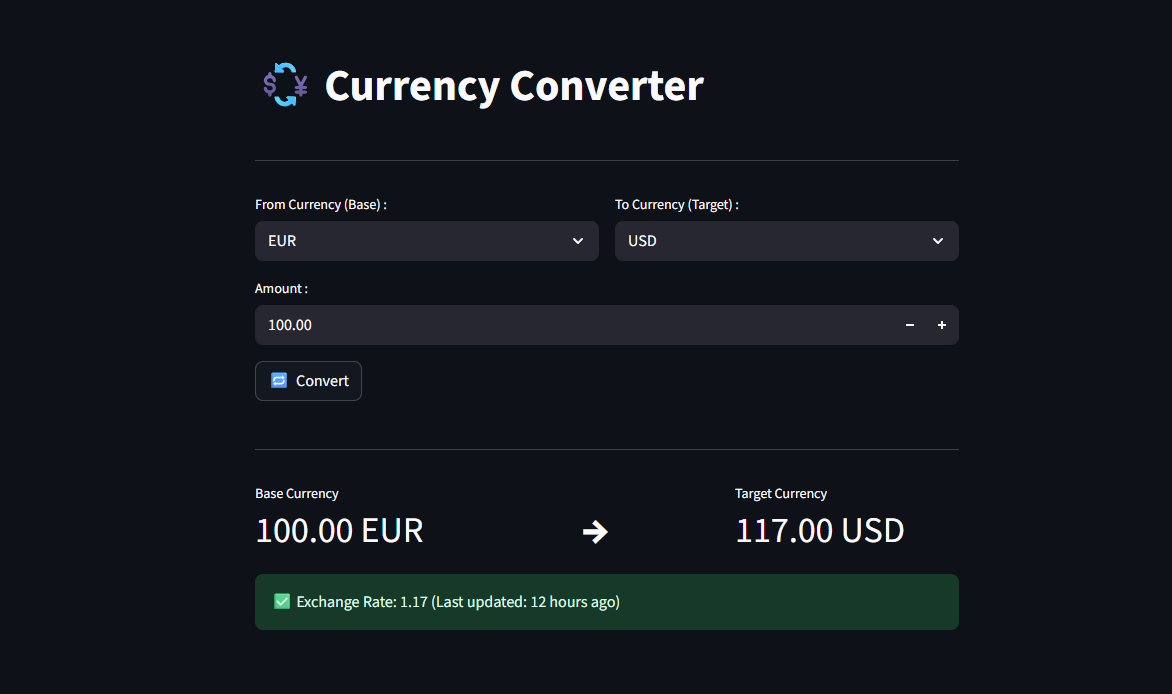 Currency Converter
From Currency (Base) :
To Currency (Target) :
EUR
USD
Amount :
100.00
Convert
Base Currency
Target Currency
100.00 EUR
117.00 USD
Exchange Rate: 1.17 (Last updated: 12 hours ago)